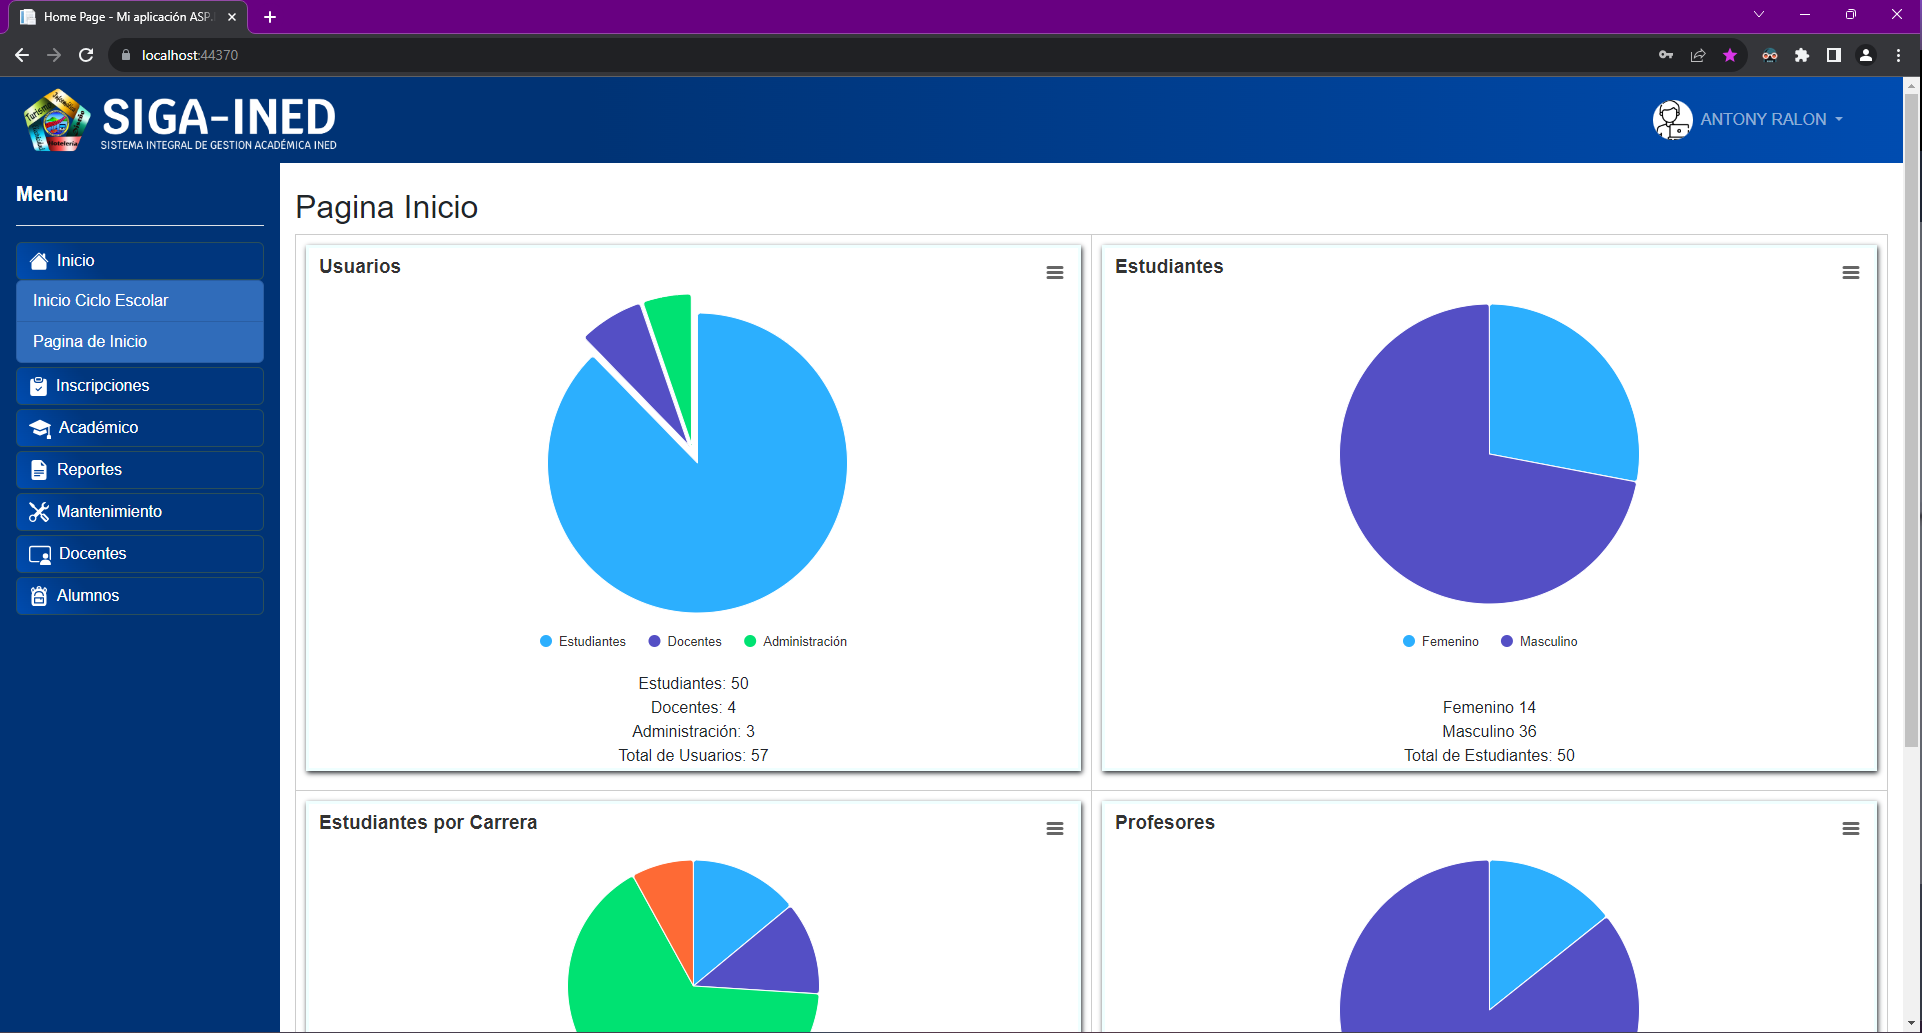 Home Page - Mi aplicación ASP.
localhost:44370
SIGA-INED
SISTEMA INTEGRAL DE GESTION ACADÉMICA INED
ANTONY RALON
Menu
Inicio
Inicio Ciclo Escolar
Pagina de Inicio
Inscripciones
Académico
Reportes
Mantenimiento
Docentes
Alumnos
Pagina Inicio
Usuarios
Estudiantes Docentes Administración
Estudiantes: 50
Docentes: 4
Administración: 3
Total de Usuarios: 57
Estudiantes
Femenino Masculino
Femenino 14
Masculino 36
Total de Estudiantes: 50
Estudiantes por Carrera
Profesores